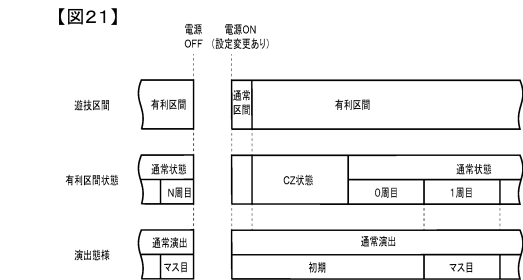 【図21】
電源
OFF
電源ON
(設定変更あり)
遊技区間
有利区間
通常
区間
有利区間
有利区間状態
通常状態
N周目
CZ状態
通常状態
0周目
1周目
演出態様
通常演出
マス目
通常演出
初期
マス目